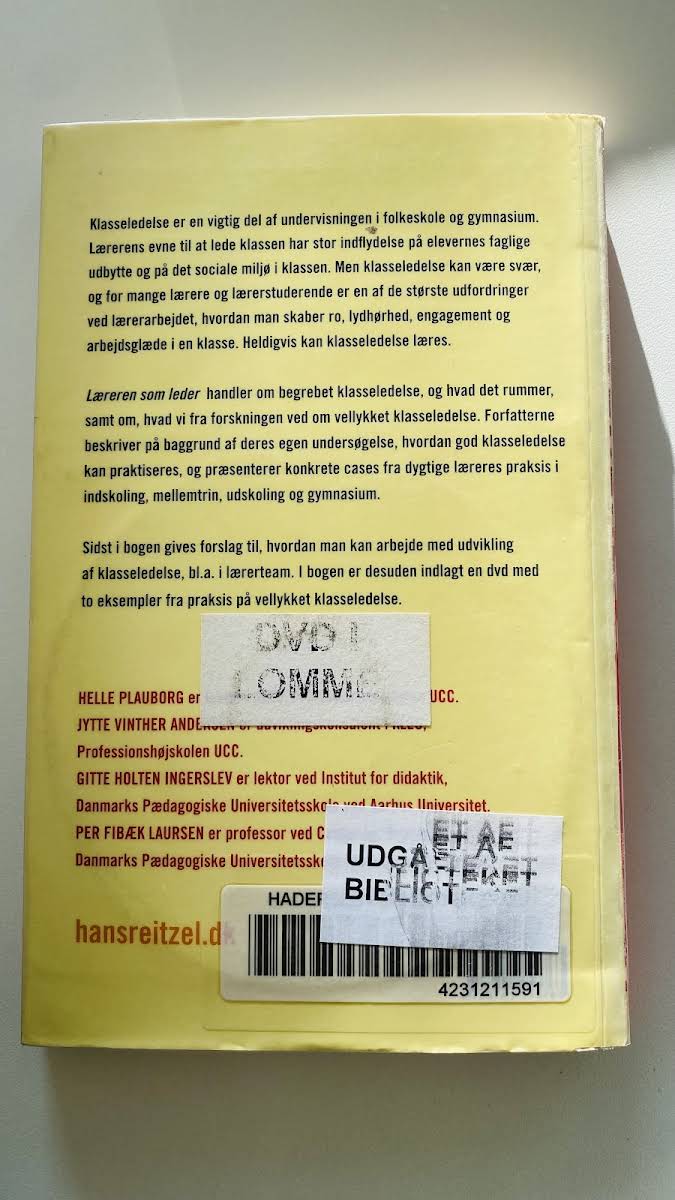 Klasseledelse er en vigtig del af undervisningen i folkeskole og gymnasium.
Lærerens evne til at lede klassen har stor indflydelse på elevernes faglige
udbytte og på det sociale miljø i klassen. Men klasseledelse kan være svær,
og for mange lærere og lærerstuderende er en af de største udfordringer
ved lærerarbejdet, hvordan man skaber ro, lydhørhed, engagement og
arbejdsglæde i en klasse. Heldigvis kan klasseledelse læres.
Læreren som leder handler om begrebet klasseledelse, og hvad det rummer,
samt om, hvad vi fra forskningen ved om vellykket klasseledelse. Forfatterne
beskriver på baggrund af deres egen undersøgelse, hvordan god klasseledelse
kan praktiseres, og præsenterer konkrete cases fra dygtige læreres praksis i
indskoling, mellemtrin, udskoling og gymnasium.
Sidst i bogen gives forslag til, hvordan man kan arbejde med udvikling
af klasseledelse, bl.a. i lærerteam. I bogen er desuden indlagt en dvd med
to eksempler fra praksis på vellykket klasseledelse.
DVD I
LOMME
HELLE PLAUBORG er UCC.
JYTTE VINTHER ANDERSEN er udviklingskonsulent i
Professionshøjskolen UCC.
GITTE HOLTEN INGERSLEV er lektor ved Institut for didaktik,
Danmarks Pædagogiske Universitetsskole ved Aarhus Universitet.
PER FIBÆK LAURSEN er professor ved
Danmarks Pædagogiske
UDGÅET AF
BIBLIOTEKET
hansreitzel.dk
4231211591